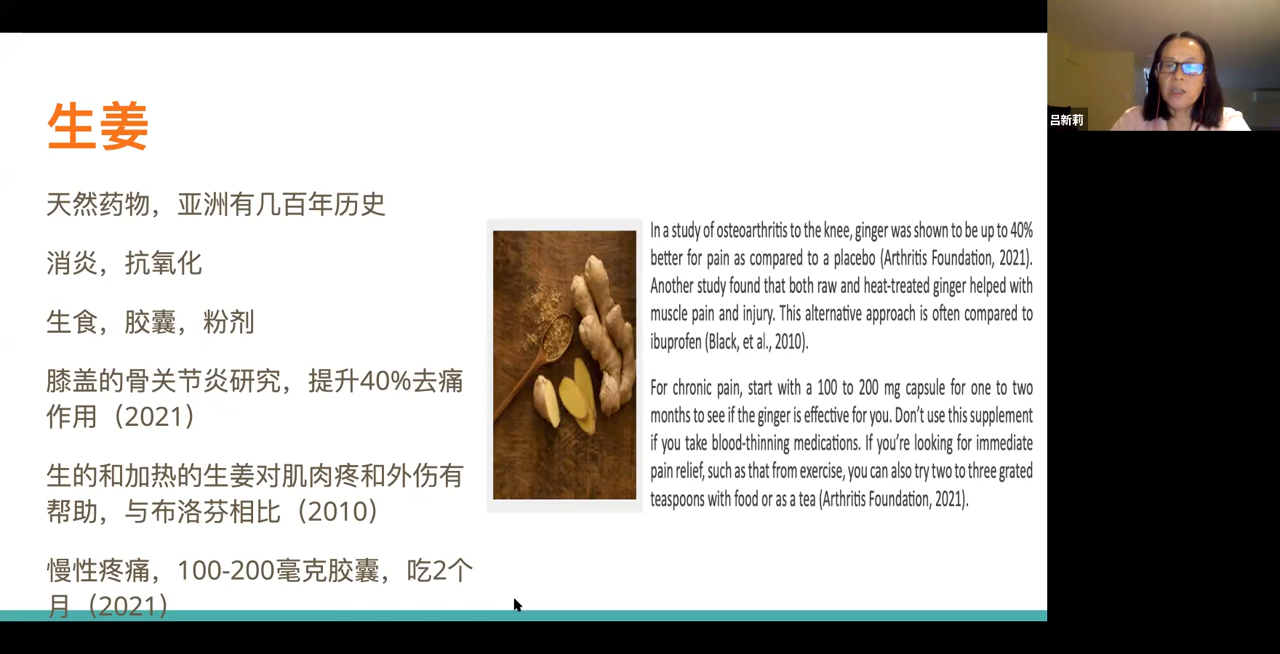 生姜
天然药物，亚洲有几百年历史
消炎，抗氧化
生食，胶囊，粉剂
膝盖的骨关节炎研究，提升40%去痛
作用（2021）
生的和加热的生姜对肌肉疼和外伤有
帮助，与布洛芬相比（2010）
慢性疼痛，100-200毫克胶囊，吃2个
月（2021）
In a study of osteoarthritis to the knee, ginger was shown to be up to 40%
better for pain as compared to a placebo (Arthritis Foundation, 2021).
Another study found that both raw and heat-treated ginger helped with
muscle pain and injury. This alternative approach is often compared to
ibuprofen (Black, et al., 2010).
For chronic pain, start with a 100 to 200 mg capsule for one to two
months to see if the ginger is effective for you. Don't use this supplement
if you take blood-thinning medications. If you're looking for immediate
pain relief, such as that from exercise, you can also try two to three grated
teaspoons with food or as a tea (Arthritis Foundation, 2021).
吕新莉